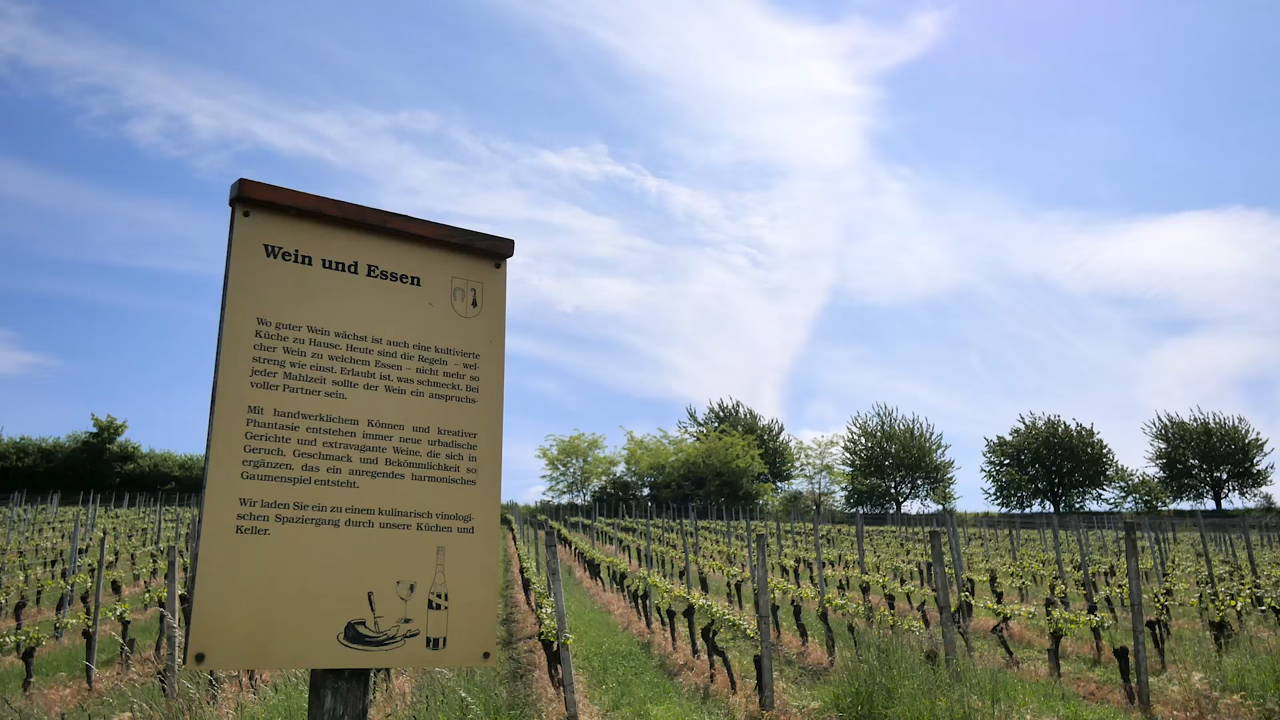 Wein und Essen
Wo guter Wein wächst ist auch eine kultivierte
Küche zu Hause. Heute sind die Regeln – wel-
cher Wein zu welchem Essen – nicht mehr so
streng wie einst. Erlaubt ist, was schmeckt. Bei
jeder Mahlzeit sollte der Wein ein anspruchs-
voller Partner sein.
Mit handwerklichem Können und kreativer
Phantasie entstehen immer neue urbadische
Gerichte und extravagante Weine, die sich in
Geruch, Geschmack und Bekömmlichkeit so
ergänzen, das ein anregendes harmonisches
Gaumenspiel entsteht.
Wir laden Sie ein zu einem kulinarisch vinologi-
schen Spaziergang durch unsere Küchen und
Keller.